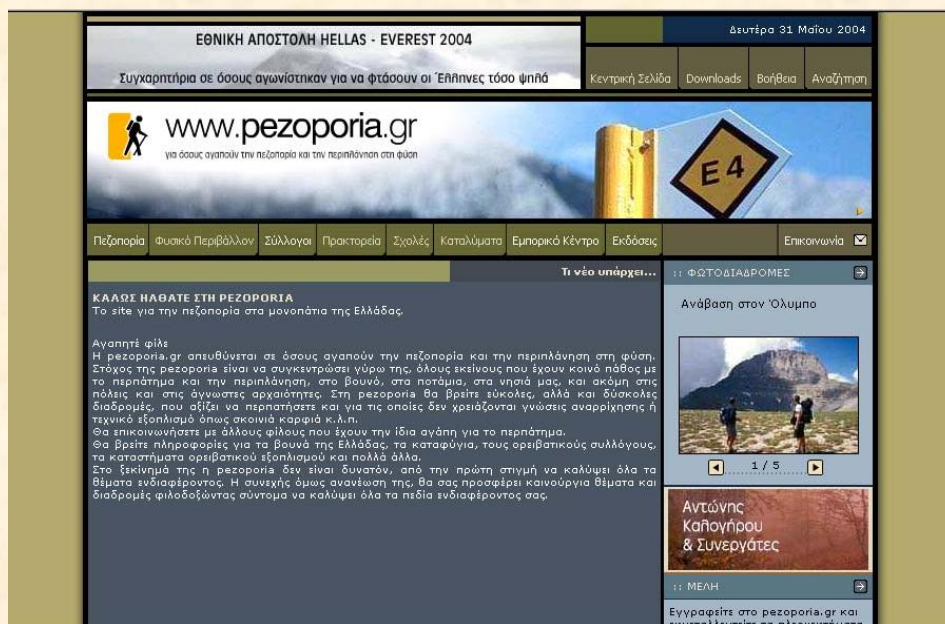 ΕΘΝΙΚΗ ΑΠΟΣΤΟΛΗ HELLAS - EVEREST 2004
Συγχαρητήρια σε όσους αγωνίστηκαν για να φτάσουν οι Έλληνες τόσο ψηλά
Δευτέρα 31 Μαΐου 2004
Κεντρική Σελίδα Downloads Βοήθεια Αναζήτηση
www.pezoporia.gr
για όσους αγαπούν την πεζοπορία και την περιπλάνηση στη φύση
E4
Πεζοπορία Φυσικό Περιβάλλον Σύλλογοι Πρακτορεία Σχολές Καταλύματα Εμπορικό Κέντρο Εκδόσεις Επικοινωνία
Τι νέο υπάρχει...
ΚΑΛΩΣ ΗΛΘΑΤΕ ΣΤΗ PEZOPORIA
Το site για την πεζοπορία στα μονοπάτια της Ελλάδας.
Αγαπητέ φίλε
Η pezoporia.gr απευθύνεται σε όσους αγαπούν την πεζοπορία και την περιπλάνηση στη φύση.
Στόχος της pezoporia είναι να συγκεντρώσει γύρω της, όλους εκείνους που έχουν κοινό πάθος με
το περπάτημα και την περιπλάνηση, στο βουνό, στα ποτάμια, στα νησιά μας, και ακόμη στις
πόλεις και στις άγνωστες αρχαιότητες. Στη pezoporia θα βρείτε εύκολες, αλλά και δύσκολες
διαδρομές, που αξίζει να περπατήσετε και για τις οποίες δεν χρειάζονται γνώσεις αναρρίχησης ή
τεχνικό εξοπλισμό όπως σκοινιά καρφιά κ.λ.π.
Θα επικοινωνήσετε με άλλους φίλους που έχουν την ίδια αγάπη για το περπάτημα.
Θα βρείτε πληροφορίες για τα βουνά της Ελλάδας, τα καταφύγια, τους ορειβατικούς συλλόγους,
τα καταστήματα ορειβατικού εξοπλισμού και πολλά άλλα.
Στο ξεκίνημά της η pezoporia δεν είναι δυνατόν, από την πρώτη στιγμή να καλύψει όλα τα
θέματα ενδιαφέροντος. Η συνεχής όμως ανανέωση της, θα σας προσφέρει καινούργια θέματα και
διαδρομές φιλοδοξώντας σύντομα να καλύψει όλα τα πεδία ενδιαφέροντος σας.
:: ΦΩΤΟΔΙΑΔΡΟΜΕΣ
Ανάβαση στον Όλυμπο
1 / 5
Αντώνης
Καλογήρου
& Συνεργάτες
:: ΜΕΛΗ
Εγγραφείτε στο pezoporia.gr και